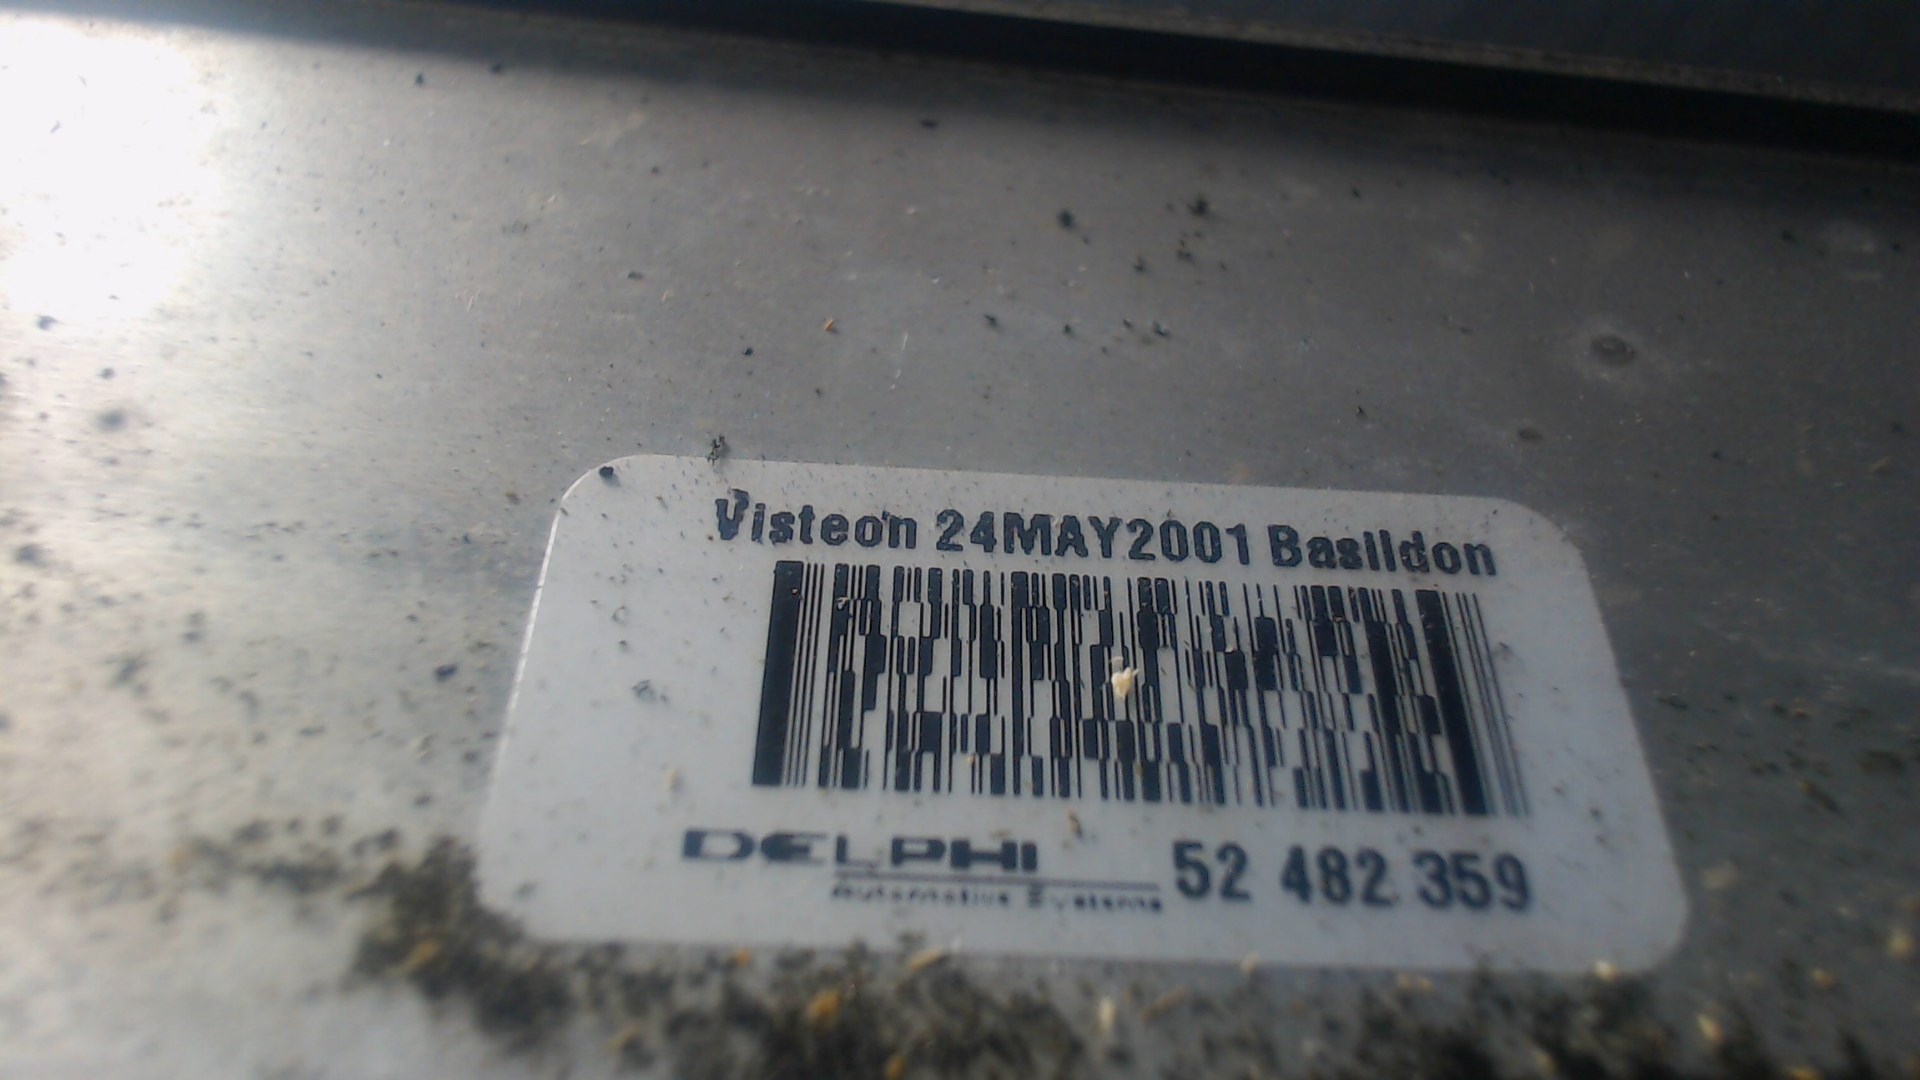 Visteon 24MAY2001 Basildon
DELPHI 52 482 359
Automotive Systems